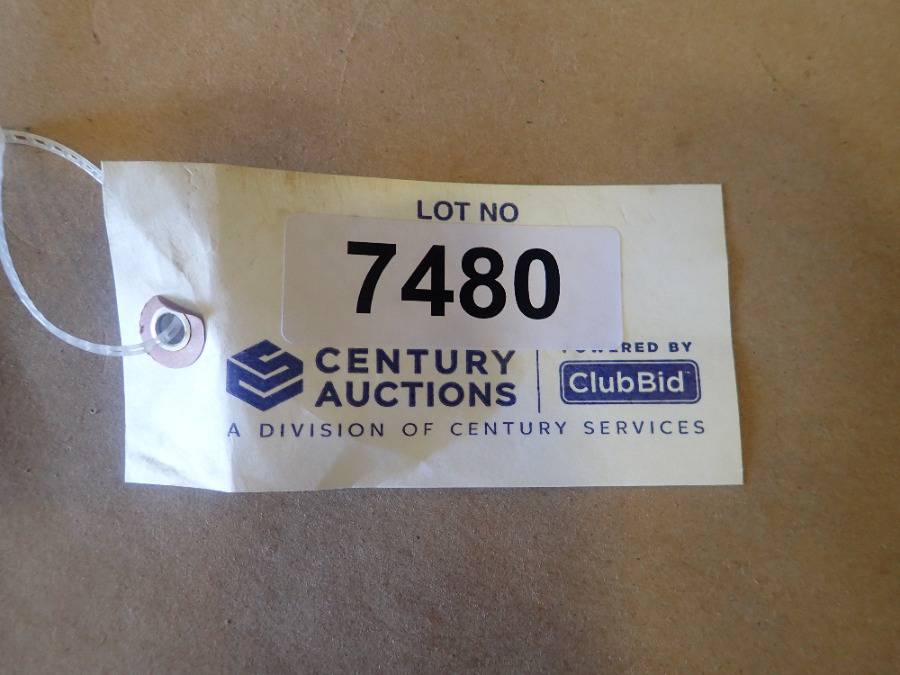 LOT NO
7480
CENTURY
AUCTIONS
POWERED BY
ClubBid
A DIVISION OF CENTURY SERVICES